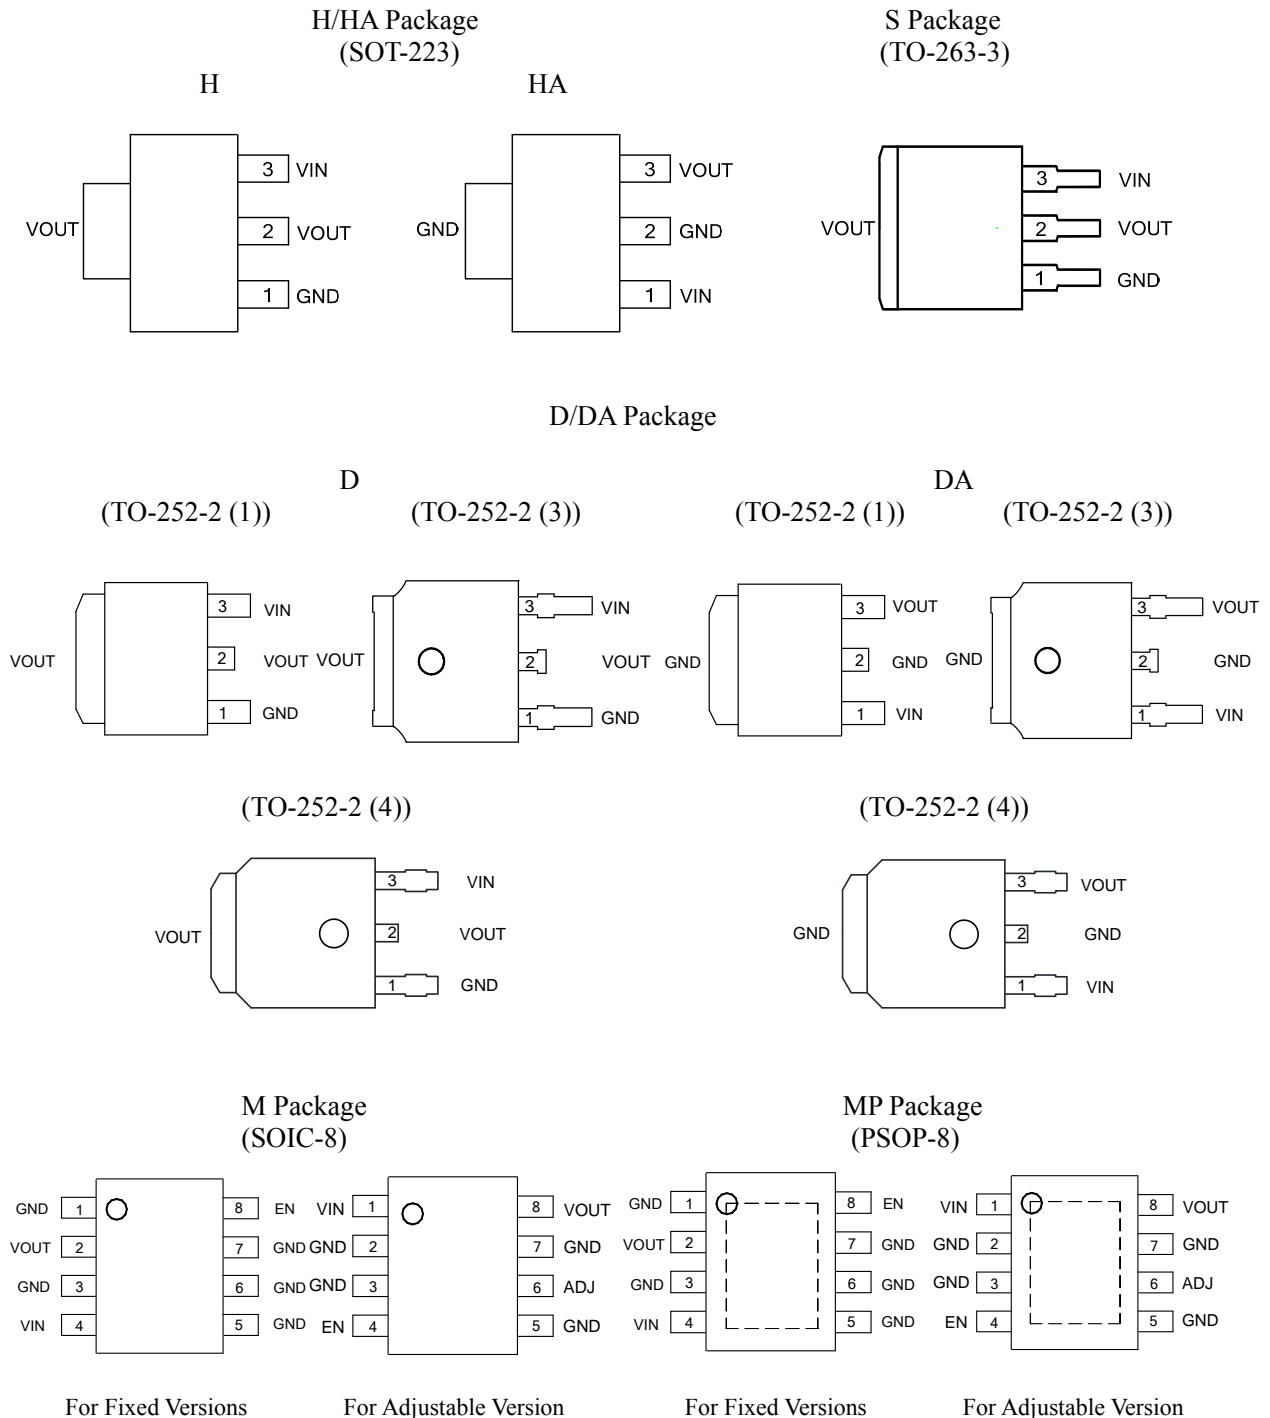 H/HA Package
(SOT-223)
S Package
(TO-263-3)
H
HA
3 VIN
VOUT
2 VOUT
1 GND
3 VOUT
GND
2 GND
1 VIN
3 VIN
VOUT
2 VOUT
1 GND
D/DA Package
D
DA
(TO-252-2 (1))
(TO-252-2 (3))
(TO-252-2 (1))
(TO-252-2 (3))
3 VIN
VOUT
2 VOUT
1 GND
3 VIN
VOUT
2 VOUT
1 GND
3 VOUT
GND
2 GND
1 VIN
3 VOUT
GND
2 GND
1 VIN
(TO-252-2 (4))
(TO-252-2 (4))
3 VIN
VOUT
2 VOUT
1 GND
3 VOUT
GND
2 GND
1 VIN
M Package
(SOIC-8)
MP Package
(PSOP-8)
GND 1 8 EN
VOUT 2 7 GND
GND 3 6 GND
VIN 4 5 GND
VIN 1 8 VOUT
GND 2 7 GND
GND 3 6 ADJ
EN 4 5 GND
GND 1 8 EN
VOUT 2 7 GND
GND 3 6 GND
VIN 4 5 GND
VIN 1 8 VOUT
GND 2 7 GND
GND 3 6 ADJ
EN 4 5 GND
For Fixed Versions
For Adjustable Version
For Fixed Versions
For Adjustable Version